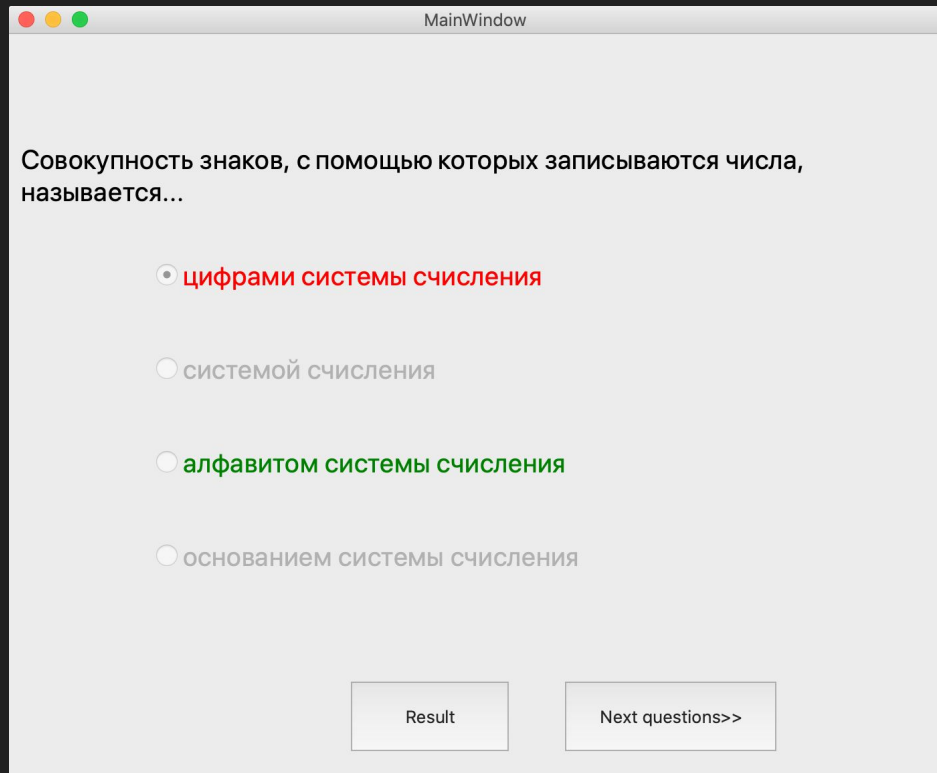 MainWindow
Совокупность знаков, с помощью которых записываются числа,
называется...
цифрами системы счисления
системой счисления
алфавитом системы счисления
основанием системы счисления
Result
Next questions>>